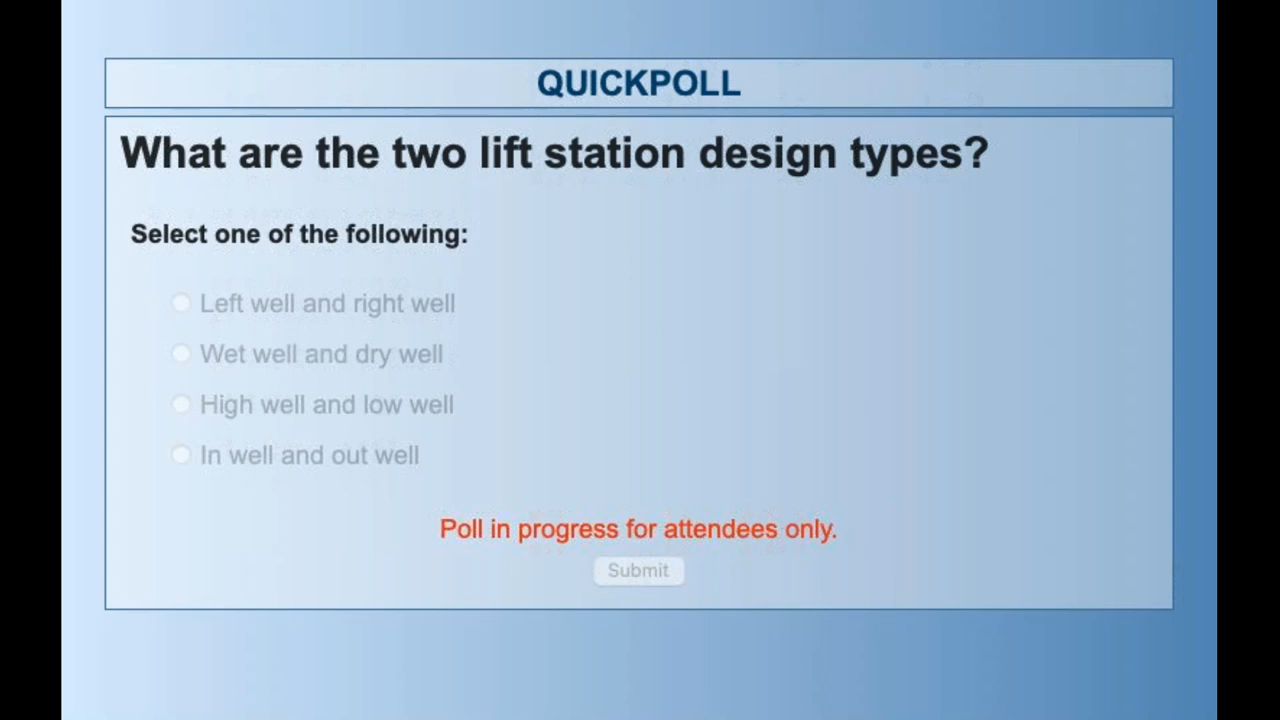 QUICKPOLL
What are the two lift station design types?
Select one of the following:
Left well and right well
Wet well and dry well
High well and low well
In well and out well
Poll in progress for attendees only.
Submit